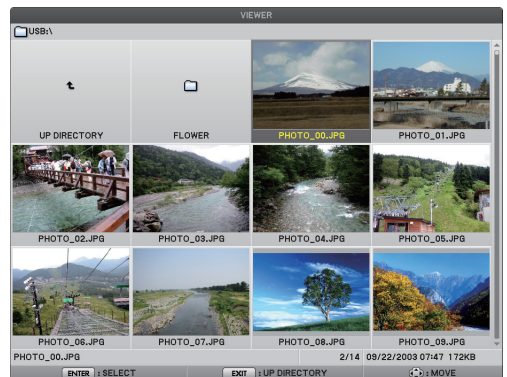 VIEWER
USB:\
UP DIRECTORY
FLOWER
PHOTO_00.JPG
PHOTO_01.JPG
PHOTO_02.JPG
PHOTO_03.JPG
PHOTO_04.JPG
PHOTO_05.JPG
PHOTO_06.JPG
PHOTO_07.JPG
PHOTO_08.JPG
PHOTO_09.JPG
PHOTO_00.JPG 2/14 09/22/2003 07:47 172KB
ENTER : SELECT EXIT : UP DIRECTORY : MOVE